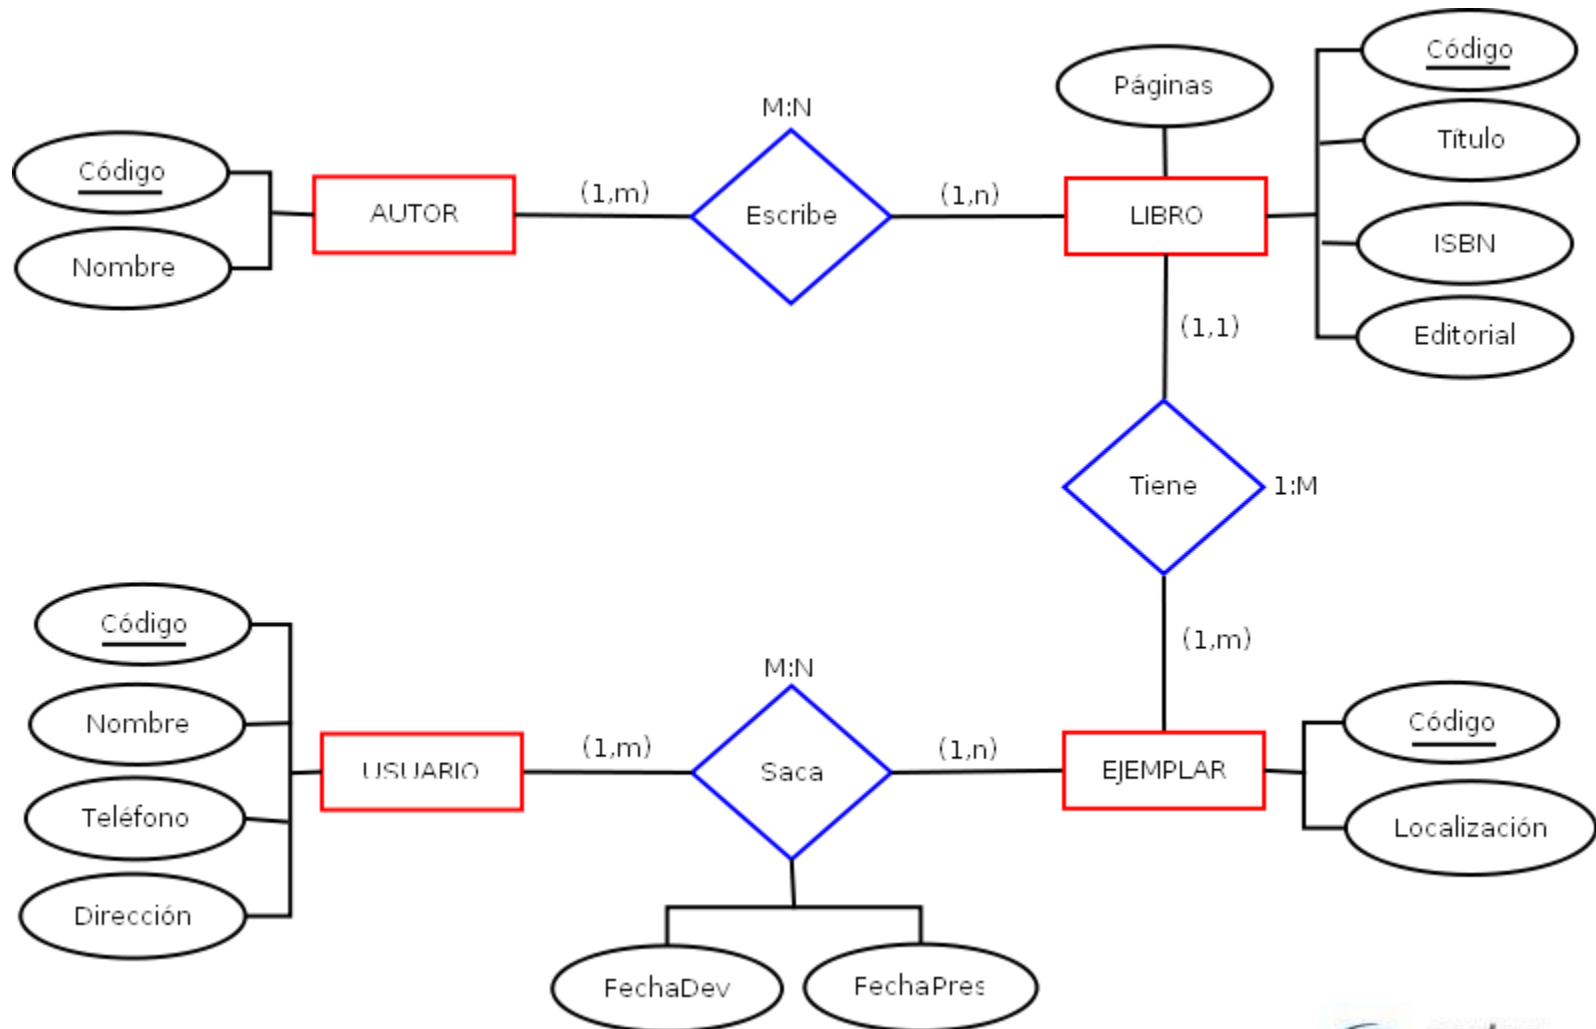 Código
Páginas
M:N
Título
Código
(1,m)
(1,n)
AUTOR
Escribe
LIBRO
ISBN
Nombre
(1,1)
Editorial
Tiene
1:M
Código
(1,m)
M:N
Nombre
Código
(1,m)
(1,n)
USUARIO
Saca
EJEMPLAR
Teléfono
Localización
Dirección
FechaDev
FechaPres